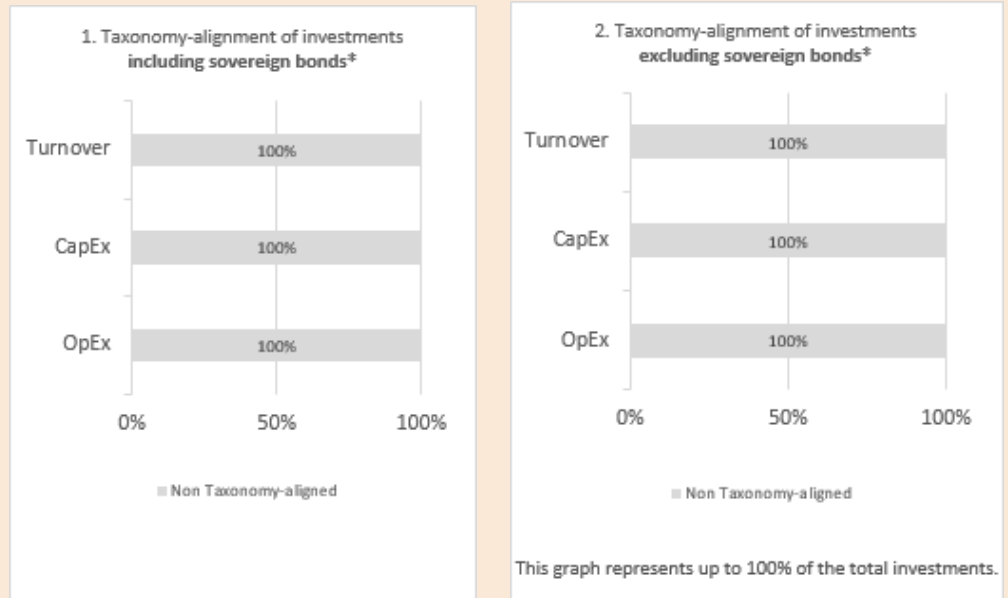 1. Taxonomy-alignment of investments
including sovereign bonds*
Turnover
100%
CapEx
100%
OpEx
100%
0%
50%
100%
Non Taxonomy-aligned
2. Taxonomy-alignment of investments
excluding sovereign bonds*
Turnover
100%
CapEx
100%
OpEx
100%
0%
50%
100%
Non Taxonomy-aligned
This graph represents up to 100% of the total investments.